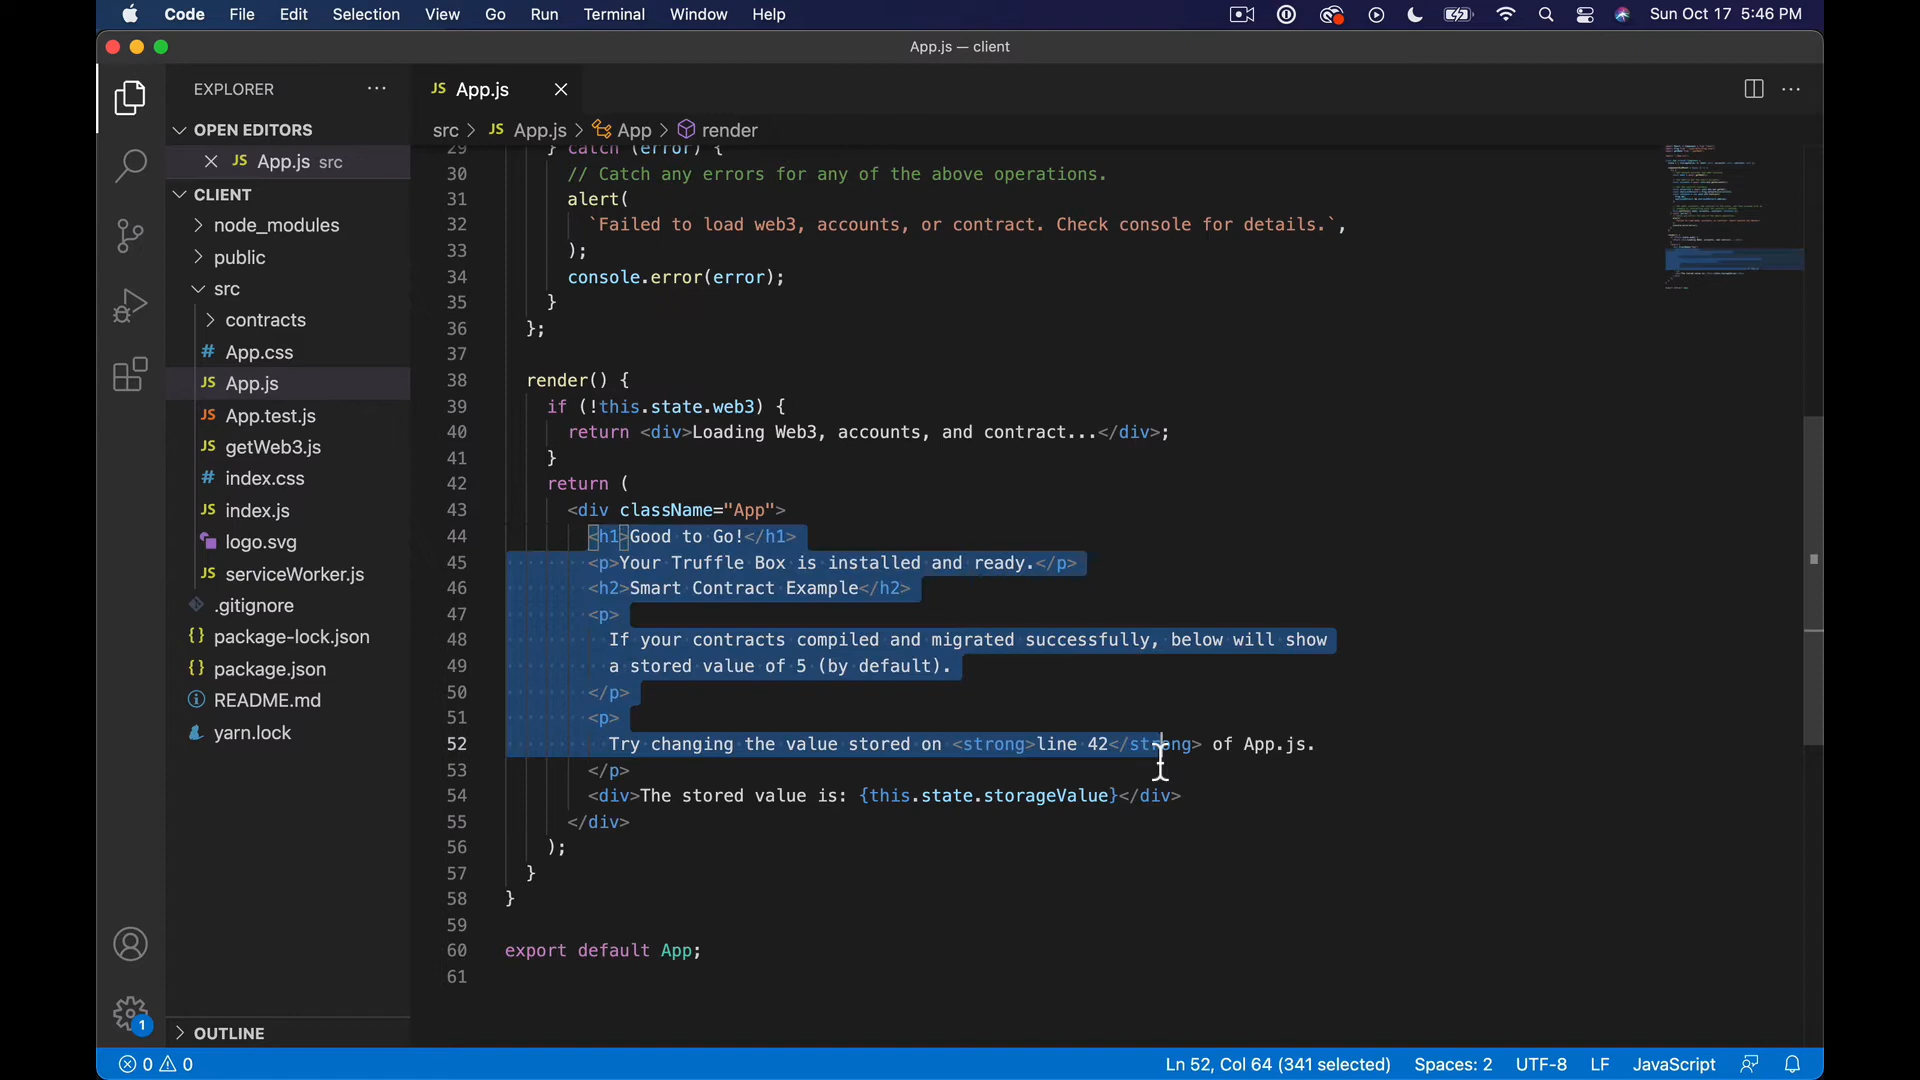 Code File Edit Selection View Go Run Terminal Window Help Sun Oct 17 5:46 PM
App.js — client
EXPLORER ···
JS App.js
OPEN EDITORS
JS App.js src
src > JS App.js > App > render
CLIENT
node_modules
public
src
contracts
# App.css
JS App.js
JS App.test.js
JS getWeb3.js
# index.css
JS index.js
logo.svg
JS serviceWorker.js
.gitignore
{} package-lock.json
{} package.json
README.md
yarn.lock
OUTLINE
29 } catch (error) {
30 // Catch any errors for any of the above operations.
31 alert(
32 `Failed to load web3, accounts, or contract. Check console for details.`,
33 );
34 console.error(error);
35 }
36 };
37
38 render() {
39 if (!this.state.web3) {
40 return <div>Loading Web3, accounts, and contract...</div>;
41 }
42 return (
43 <div className="App">
44 <h1>Good to Go!</h1>
45 <p>Your Truffle Box is installed and ready.</p>
46 <h2>Smart Contract Example</h2>
47 <p>
48 If your contracts compiled and migrated successfully, below will show
49 a stored value of 5 (by default).
50 </p>
51 <p>
52 Try changing the value stored on <strong>line 42</strong> of App.js.
53 </p>
54 <div>The stored value is: {this.state.storageValue}</div>
55 </div>
56 );
57 }
58 }
59
60 export default App;
61
1
0 0 Ln 52, Col 64 (341 selected) Spaces: 2 UTF-8 LF JavaScript